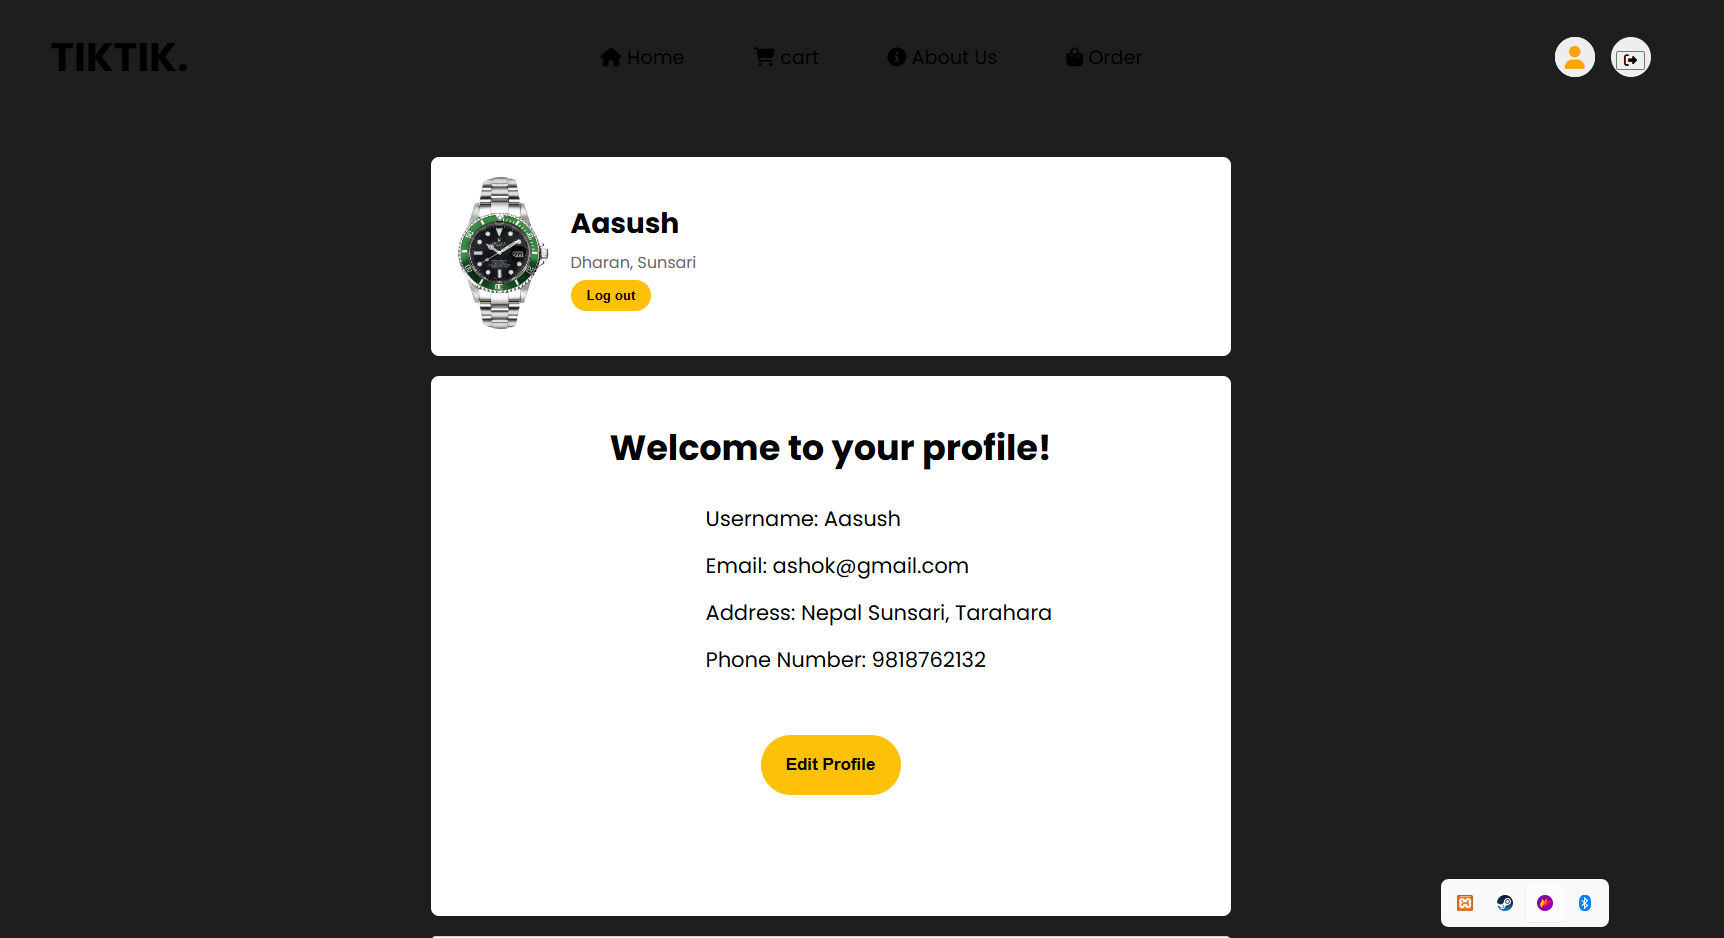 TIKTIK.
Home
cart
About Us
Order
Aasush
Dharan, Sunsari
Log out
Welcome to your profile!
Username: Aasush
Email: ashok@gmail.com
Address: Nepal Sunsari, Tarahara
Phone Number: 9818762132
Edit Profile